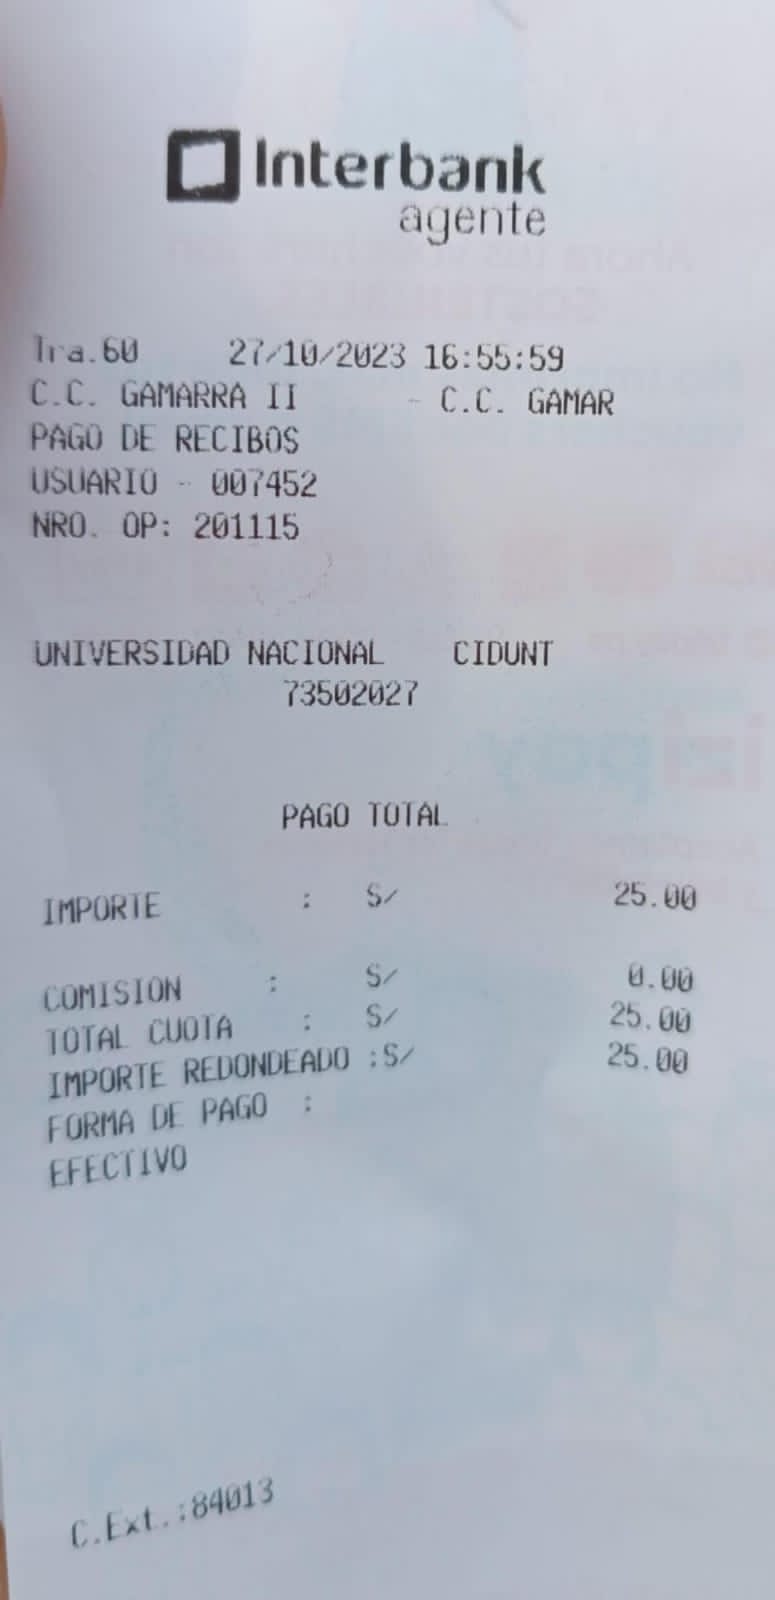 Interbank
agente
Tra.60 27/10/2023 16:55:59
C.C. GAMARRA II - C.C. GAMAR
PAGO DE RECIBOS
USUARIO - 007452
NRO. OP: 201115
UNIVERSIDAD NACIONAL CIDUNT
73502027
PAGO TOTAL
IMPORTE : S/ 25.00
COMISION : S/ 0.00
TOTAL CUOTA : S/ 25.00
IMPORTE REDONDEADO :S/ 25.00
FORMA DE PAGO :
EFECTIVO
C.Ext.:84013
izipay